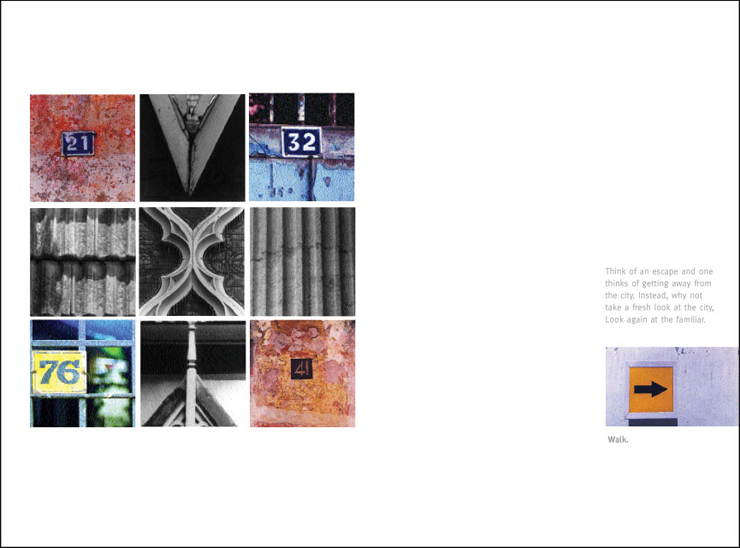 21
32
76
41
Think of an escape and one
thinks of getting away from
the city. Instead, why not
take a fresh look at the city,
Look again at the familiar.
Walk.